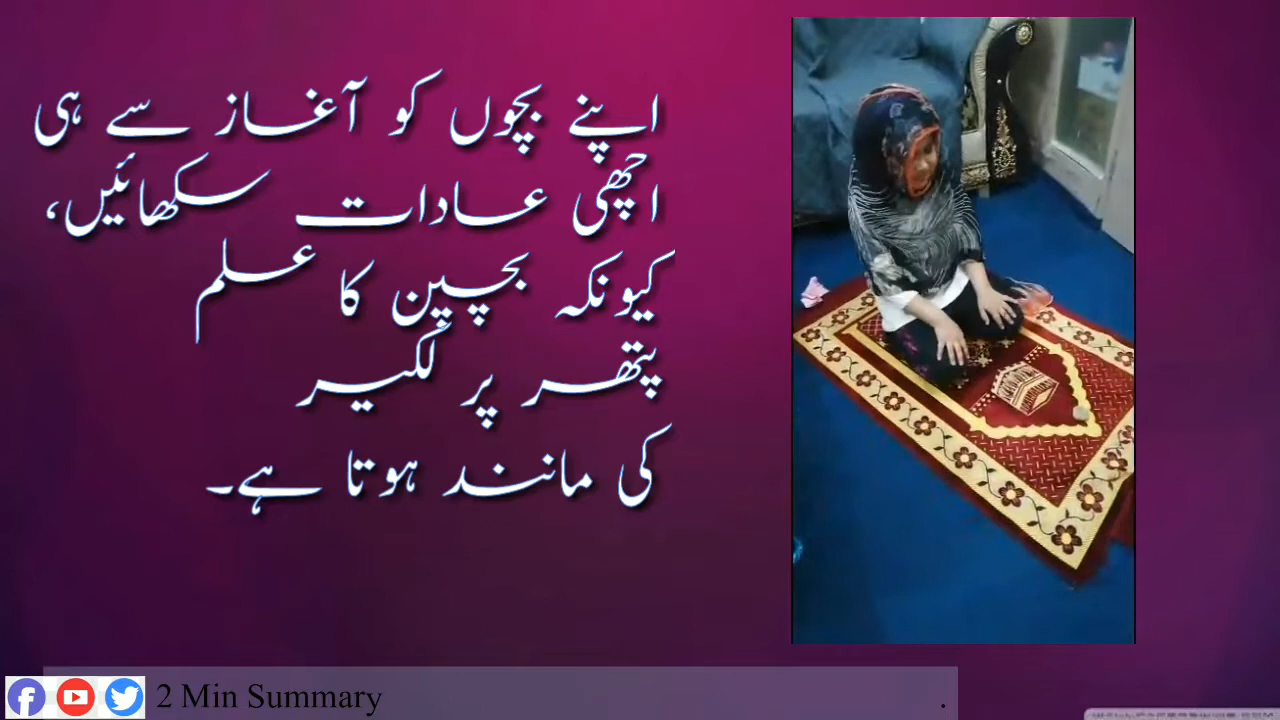 اپنے بچوں کو آغاز سے ہی
اچھی عادات سکھائیں،
کیونکہ بچپن کا علم
پتھر پر لکیر
کی مانند ہوتا ہے۔
2 Min Summary .